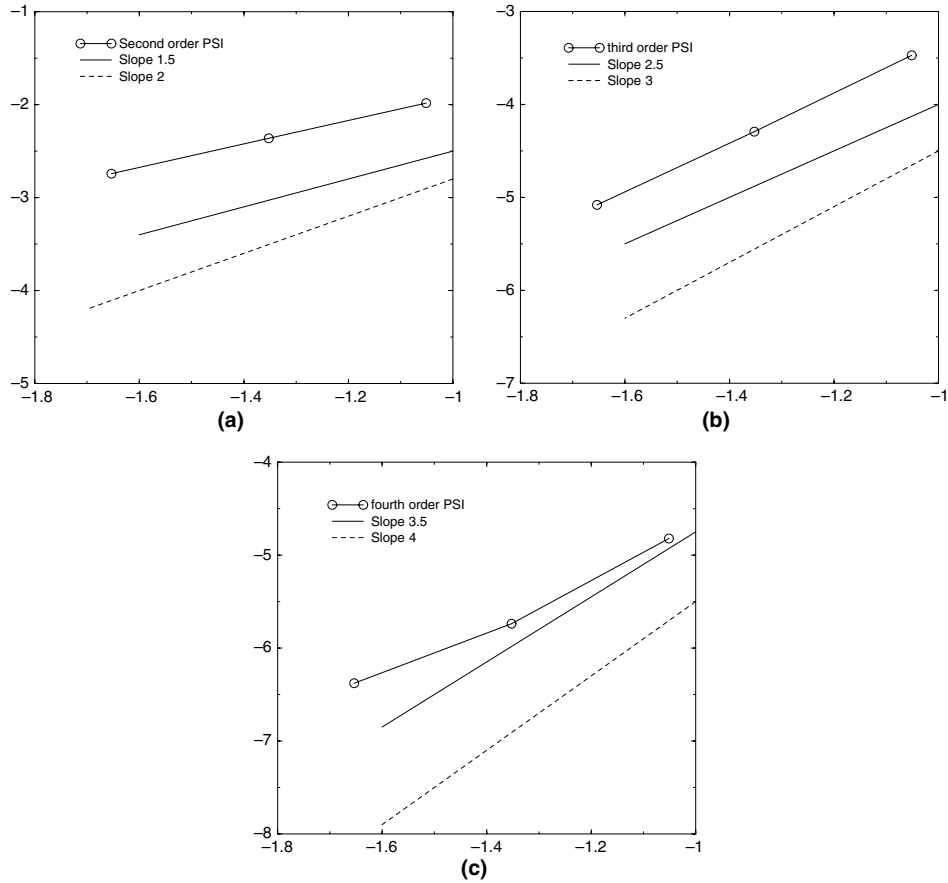 −1
Second order PSI
Slope 1.5
Slope 2
−2
−3
−4
−5
−1.8
−1.6
−1.4
−1.2
−1
(a)
−3
third order PSI
Slope 2.5
Slope 3
−4
−5
−6
−7
−1.8
−1.6
−1.4
−1.2
−1
(b)
−4
fourth order PSI
Slope 3.5
Slope 4
−5
−6
−7
−8
−1.8
−1.6
−1.4
−1.2
−1
(c)